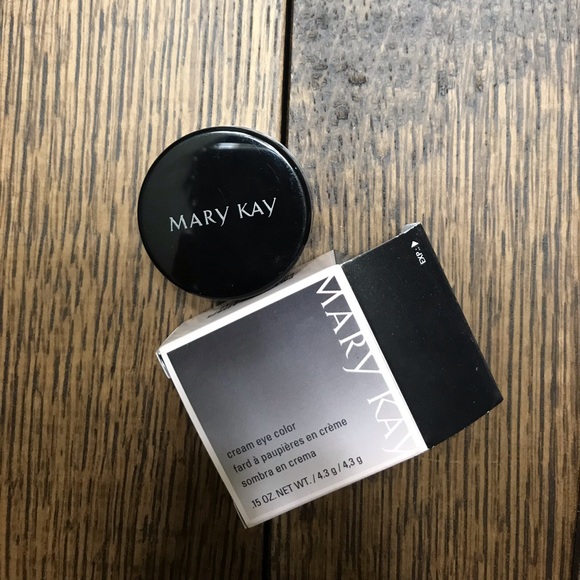 MARY KAY
EXP.: ▲
MARY KAY
cream eye color
fard à paupières en crème
sombra en crema
.15 OZ. NET WT. / 4.3 g / 4,3 g